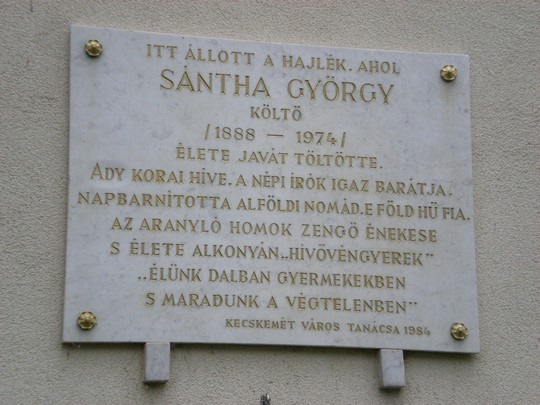 ITT ÁLLOTT A HAJLÉK. AHOL
SÁNTHA GYÖRGY
KÖLTŐ
/1888 — 1974/
ÉLETE JAVÁT TÖLTÖTTE.
ADY KORAI HÍVE. A NÉPI ÍRÓK IGAZ BARÁTJA.
NAPBARNÍTOTTA ALFÖLDI NOMÁD. E FÖLD HŰ FIA.
AZ ARANYLÓ HOMOK ZENGŐ ÉNEKESE
S ÉLETE ALKONYÁN „HÍVÖVÉNGYEREK”
„ÉLÜNK DALBAN GYERMEKEKBEN
S MARADUNK A VÉGTELENBEN”
KECSKEMÉT VÁROS TANÁCSA 1984